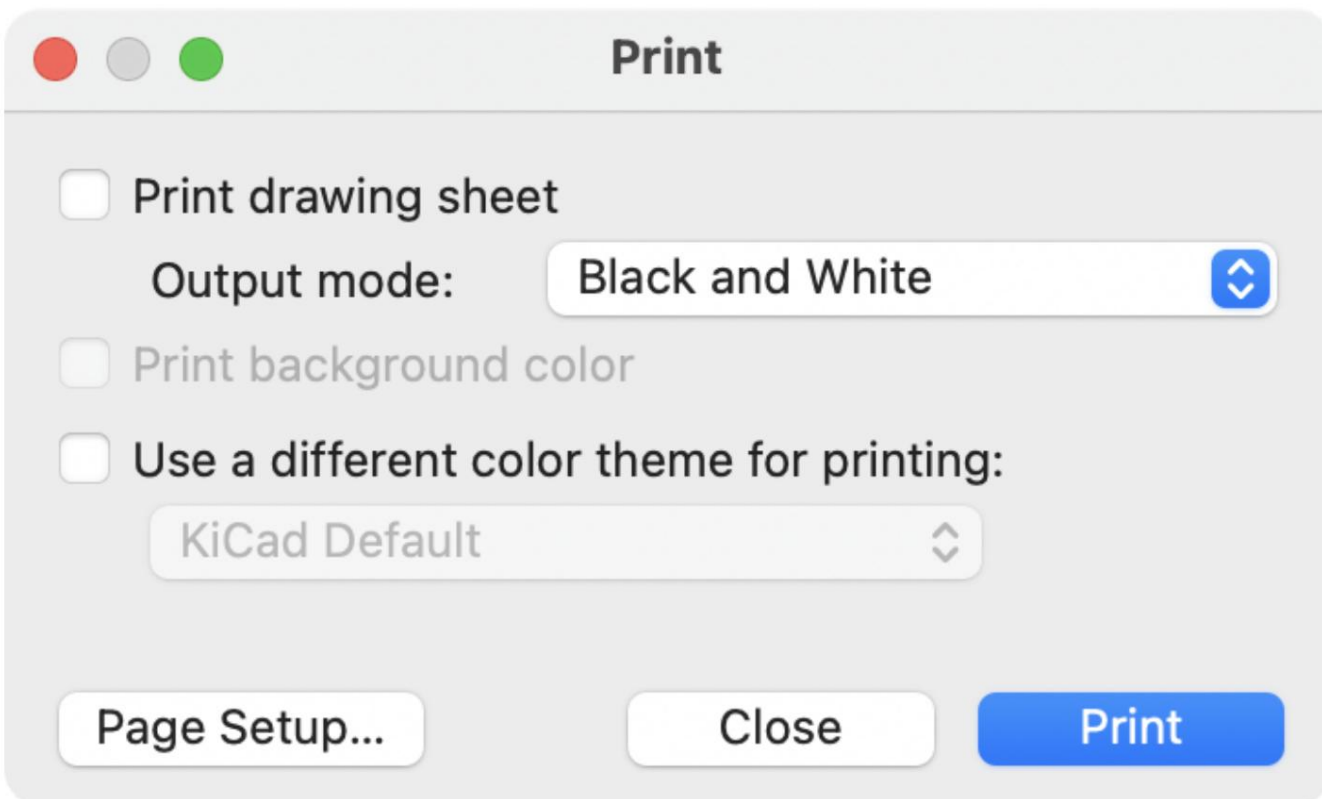 Print
Print drawing sheet
Output mode: Black and White
Print background color
Use a different color theme for printing:
KiCad Default
Page Setup... Close Print